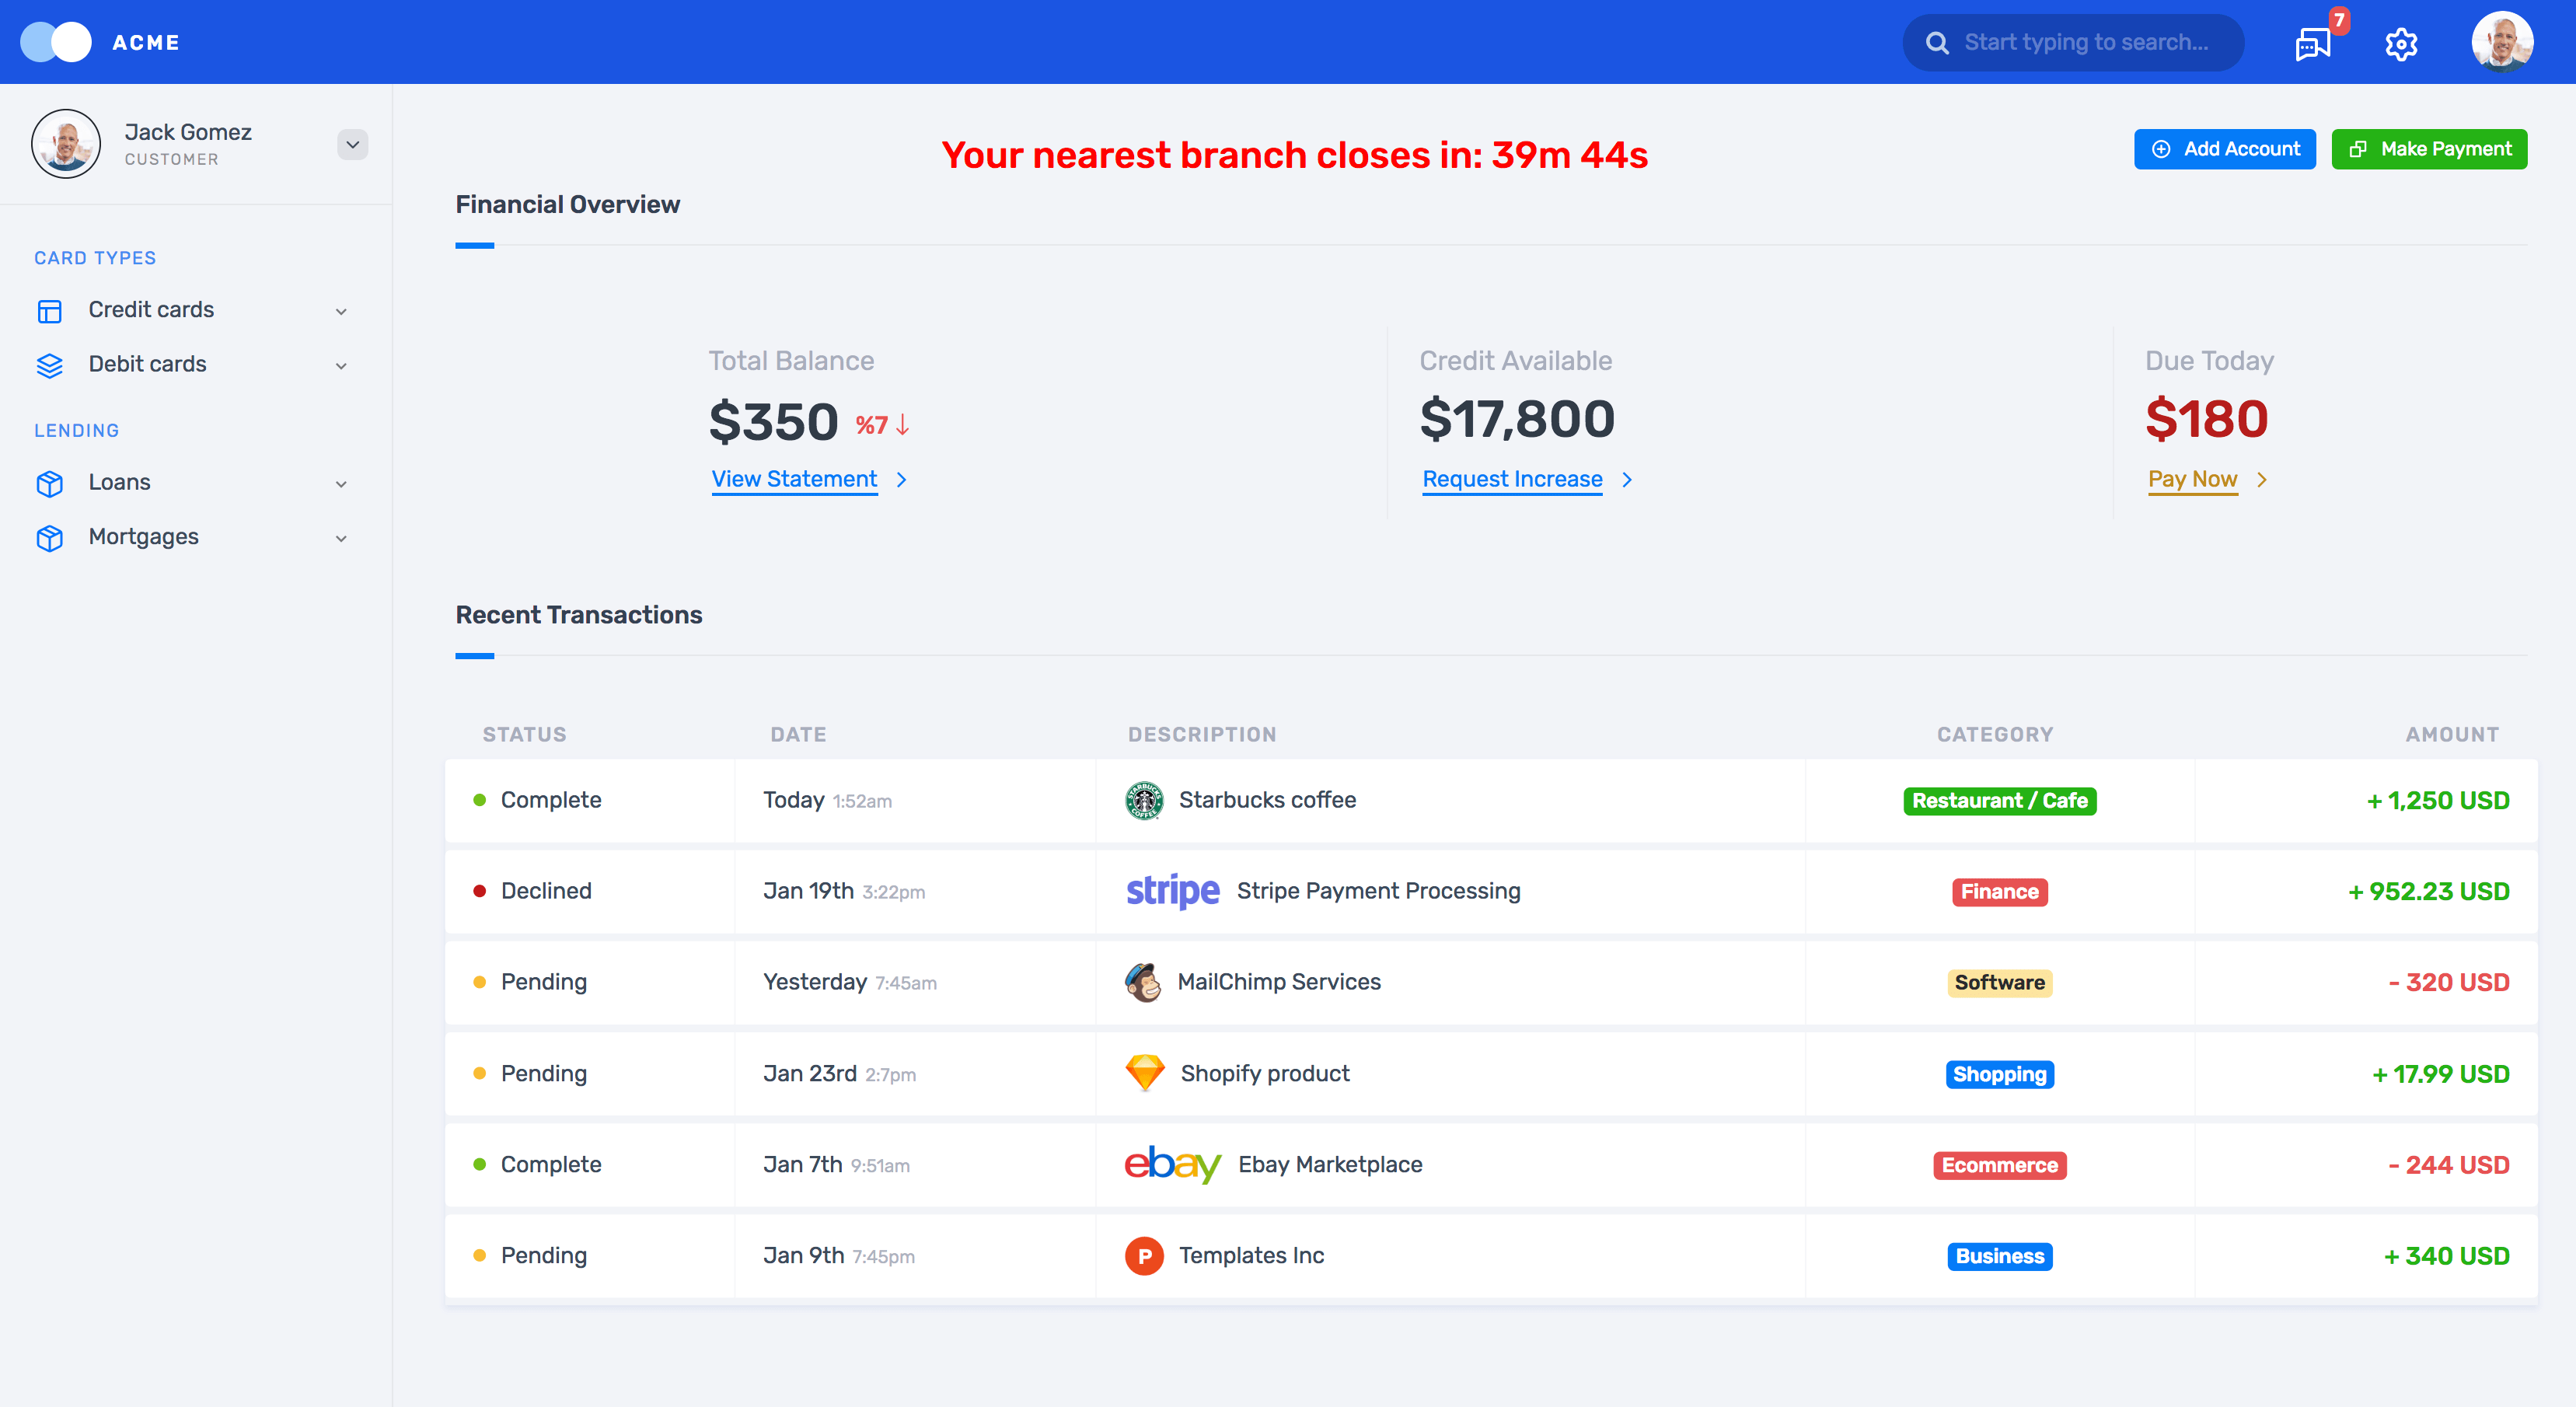 ACME
Start typing to search...
7
Jack Gomez
CUSTOMER
CARD TYPES
Credit cards
Debit cards
LENDING
Loans
Mortgages
Your nearest branch closes in: 39m 44s
Add Account
Make Payment
Financial Overview
Total Balance
$350 %7
View Statement
Credit Available
$17,800
Request Increase
Due Today
$180
Pay Now
Recent Transactions
STATUS DATE DESCRIPTION CATEGORY AMOUNT
Complete Today 1:52am STARBUCKS COFFEE Starbucks coffee Restaurant / Cafe + 1,250 USD
Declined Jan 19th 3:22pm stripe Stripe Payment Processing Finance + 952.23 USD
Pending Yesterday 7:45am MailChimp Services Software - 320 USD
Pending Jan 23rd 2:7pm Shopify product Shopping + 17.99 USD
Complete Jan 7th 9:51am ebay Ebay Marketplace Ecommerce - 244 USD
Pending Jan 9th 7:45pm P Templates Inc Business + 340 USD